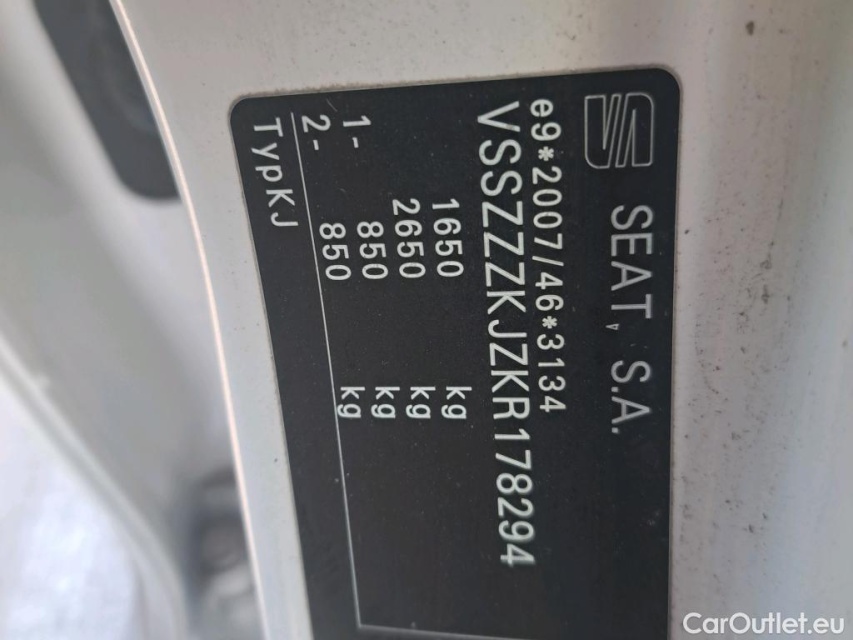 SEAT, S.A.
e9*2007/46*3134
VSSZZZKJZKR178294
1650 kg
2650 kg
1- 850 kg
2- 850 kg
TypKJ
CarOutlet.eu